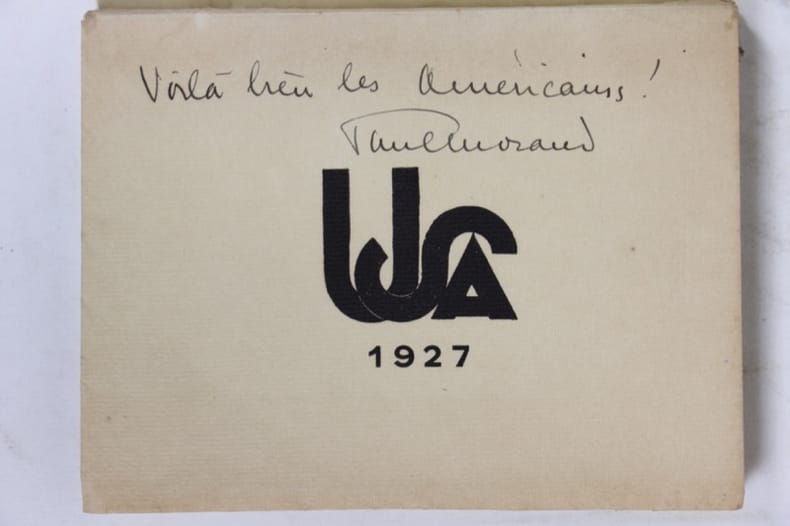 Voilà bien les Américains !
Paul Morand
USA
1927